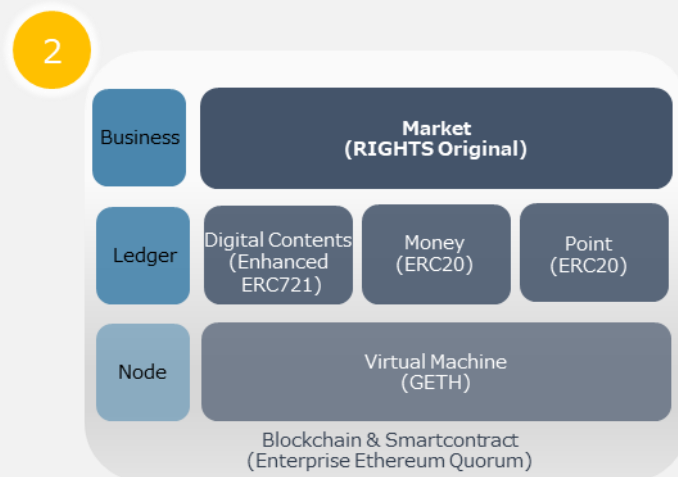 2
Business
Market
(RIGHTS Original)
Ledger
Digital Contents
(Enhanced
ERC721)
Money
(ERC20)
Point
(ERC20)
Node
Virtual Machine
(GETH)
Blockchain & Smartcontract
(Enterprise Ethereum Quorum)